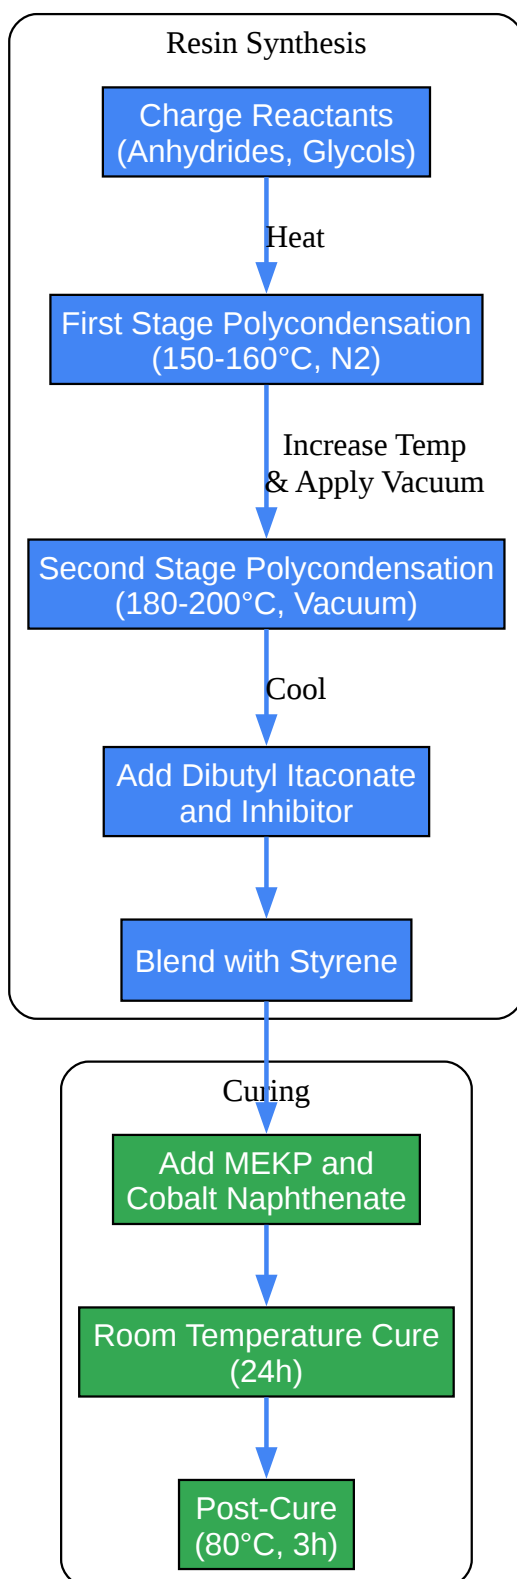 Resin Synthesis
Charge Reactants
(Anhydrides, Glycols)
Heat
First Stage Polycondensation
(150-160°C, N2)
Increase Temp
& Apply Vacuum
Second Stage Polycondensation
(180-200°C, Vacuum)
Cool
Add Dibutyl Itaconate
and Inhibitor
Blend with Styrene
Curing
Add MEKP and
Cobalt Naphthenate
Room Temperature Cure
(24h)
Post-Cure
(80°C, 3h)